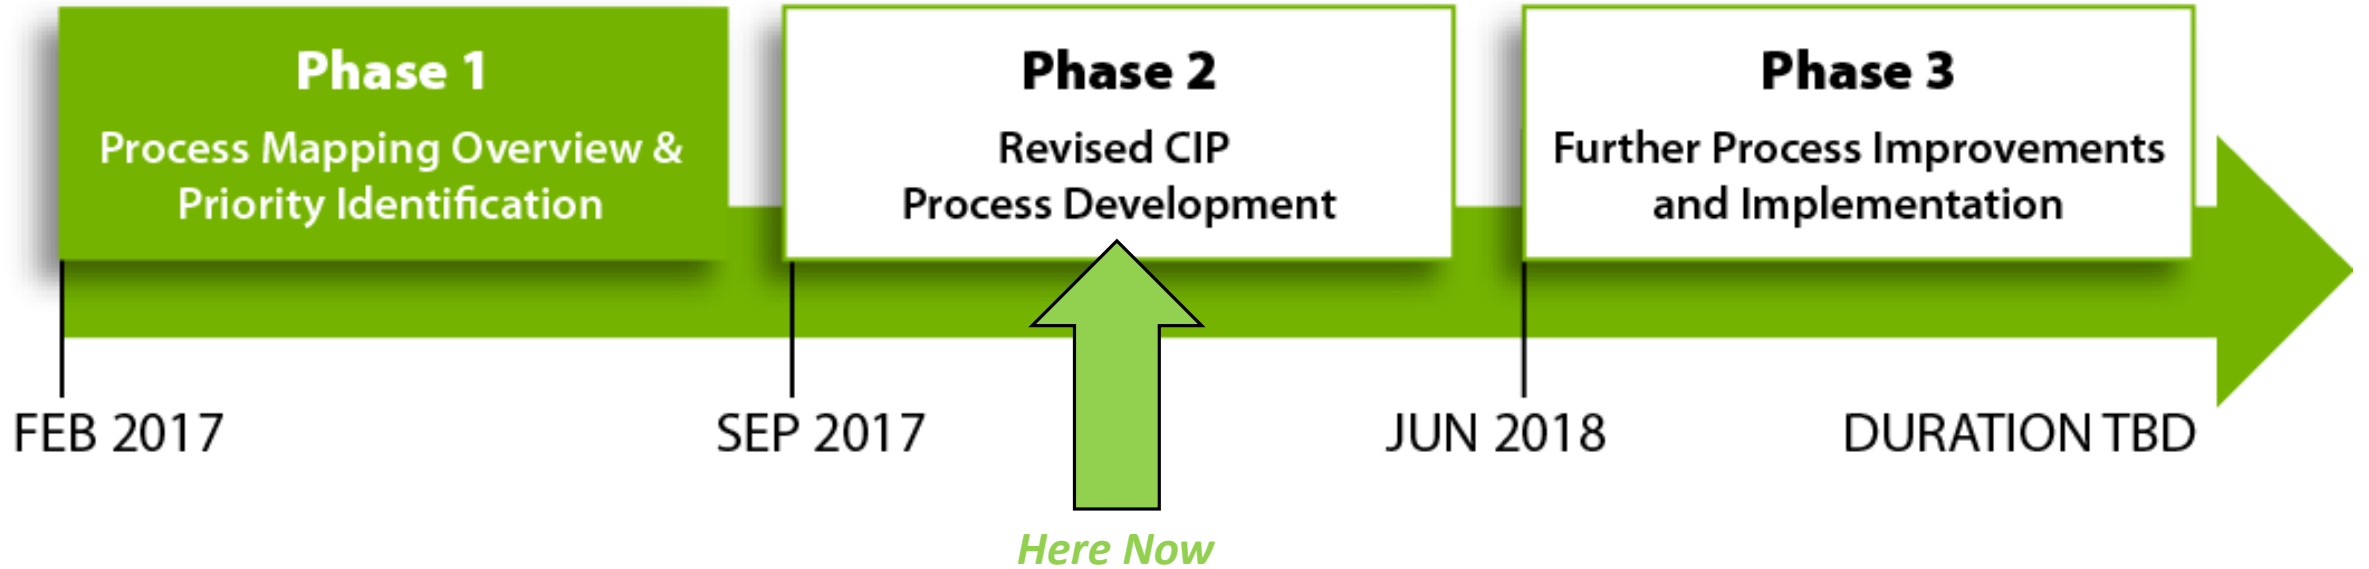 Phase 1
Process Mapping Overview &
Priority Identification
Phase 2
Revised CIP
Process Development
Phase 3
Further Process Improvements
and Implementation
FEB 2017
SEP 2017
JUN 2018
DURATION TBD
Here Now